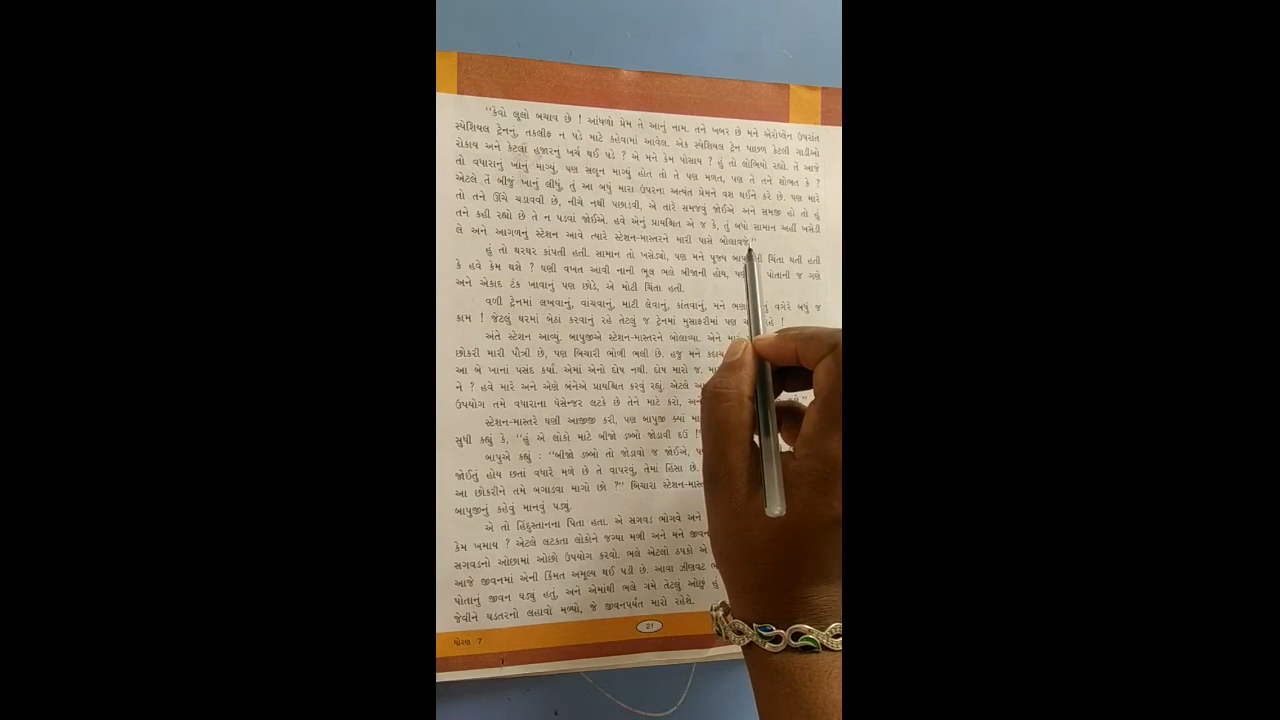 “કેવો લૂલો બચાવ છે ! આંધળો પ્રેમ તે આનું નામ. તને ખબર છે મને એરોપ્લેન ઉપરાંત
સ્પેશિયલ ટ્રેનનું, તકલીફ ન પડે માટે કહેવામાં આવેલ. એક સ્પેશિયલ ટ્રેન પાછળ કેટલી ગાડીઓ
રોકાય અને કેટલા હજારનું ખર્ચ થઈ પડે ? એ મને કેમ પોસાય ? હું તો લોભિયો રહ્યો. તેં આજે
તો વધારાનું ખાનું માગ્યું, પણ સલૂન માગ્યું હોત તો તે પણ મળત, પણ તે તને શોભત કે ?
એટલે તેં બીજું ખાનું લીધું, તું આ બધું મારા ઉપરના અત્યંત પ્રેમને વશ થઈને કરે છે. પણ મારે
તો તને ઊંચે ચડાવવી છે, નીચે નથી પાછાડવી, એ તારે સમજવું જોઈએ અને સમજી હો તો હું
તને કહી રહ્યો છે તે ન પડવાં જોઈએ. હવે એનું પ્રાયશ્ચિત એ જ કે, તું બધો સામાન અહીં ખસેડી
લે અને આગળનું સ્ટેશન આવે ત્યારે સ્ટેશન-માસ્તરને મારી પાસે બોલાવજે”
હું તો થરથર કાંપતી હતી. સામાન તો ખસેડ્યો, પણ મને પૂજ્ય ચિંતા થતી હતી
કે હવે કેમ થશે ? ઘણી વખત આવી નાની ભૂલ ભલે બીજાની હોય, પોતાની જ ગણે
અને એકાદ ટંક ખાવાનું પણ છોડે, એ મોટી ચિંતા હતી.
વળી ટ્રેનમાં લખવાનું, વાંચવાનું, માટી લેવાનું, કાંતવાનું, મને વગેરે બધું જ
કામ ! જેટલું ઘરમાં બેઠાં કરવાનું રહે તેટલું જ ટ્રેનમાં મુસાફરીમાં પણ !
અંતે સ્ટેશન આવ્યું. બાપુજીએ સ્ટેશન-માસ્તરને બોલાવ્યા. એને
છોકરી મારી પૌત્રી છે, પણ બિચારી ભોળી ભલી છે. હજુ મને
આ બે ખાનાં પસંદ કર્યાં. એમાં એનો દોષ નથી. દોષ મારો જ.
ને ? હવે મારે અને એણે બંનેએ પ્રાયશ્ચિત કરવું રહ્યું. એટલે
ઉપયોગ તમે વધારાના પેસેન્જર લટકે છે તેને માટે કરો,
સ્ટેશન-માસ્તરે ઘણી આજીજી કરી, પણ બાપુજી ક્યાં
સુધી કહ્યું કે, “હું એ લોકો માટે બીજો ડબ્બો જોડાવી દઉં !”
બાપુએ કહ્યું : “બીજો ડબ્બો તો જોડાવો જ જોઈએ,
જોઈતું હોય છતાં વધારે મળે છે તે વાપરવું, તેમાં હિંસા છે.
આ છોકરીને તમે બગાડવા માગો છો ?” બિચારા
બાપુજીનું કહેવું માનવું પડ્યું.
એ તો હિંદુસ્તાનના પિતા હતા. એ સગવડ ભોગવે અને
કેમ ખમાય ? એટલે લટકતા લોકોને જગ્યા મળી અને મને
સગવડનો ઓછામાં ઓછો ઉપયોગ કરવો. ભલે એટલો ઠપકો એ
આજે જીવનમાં એની કિંમત અમૂલ્ય થઈ પડી છે. આવા ઝીણવટ
પોતાનું જીવન ઘડ્યું હતું, અને એમાંથી ભલે ગમે તેટલું ઓછું હું
જેવીને ઘડતરનો લહાવો મળ્યો, જે જીવનપર્યંત મારો રહેશે.
ધોરણ 7
21